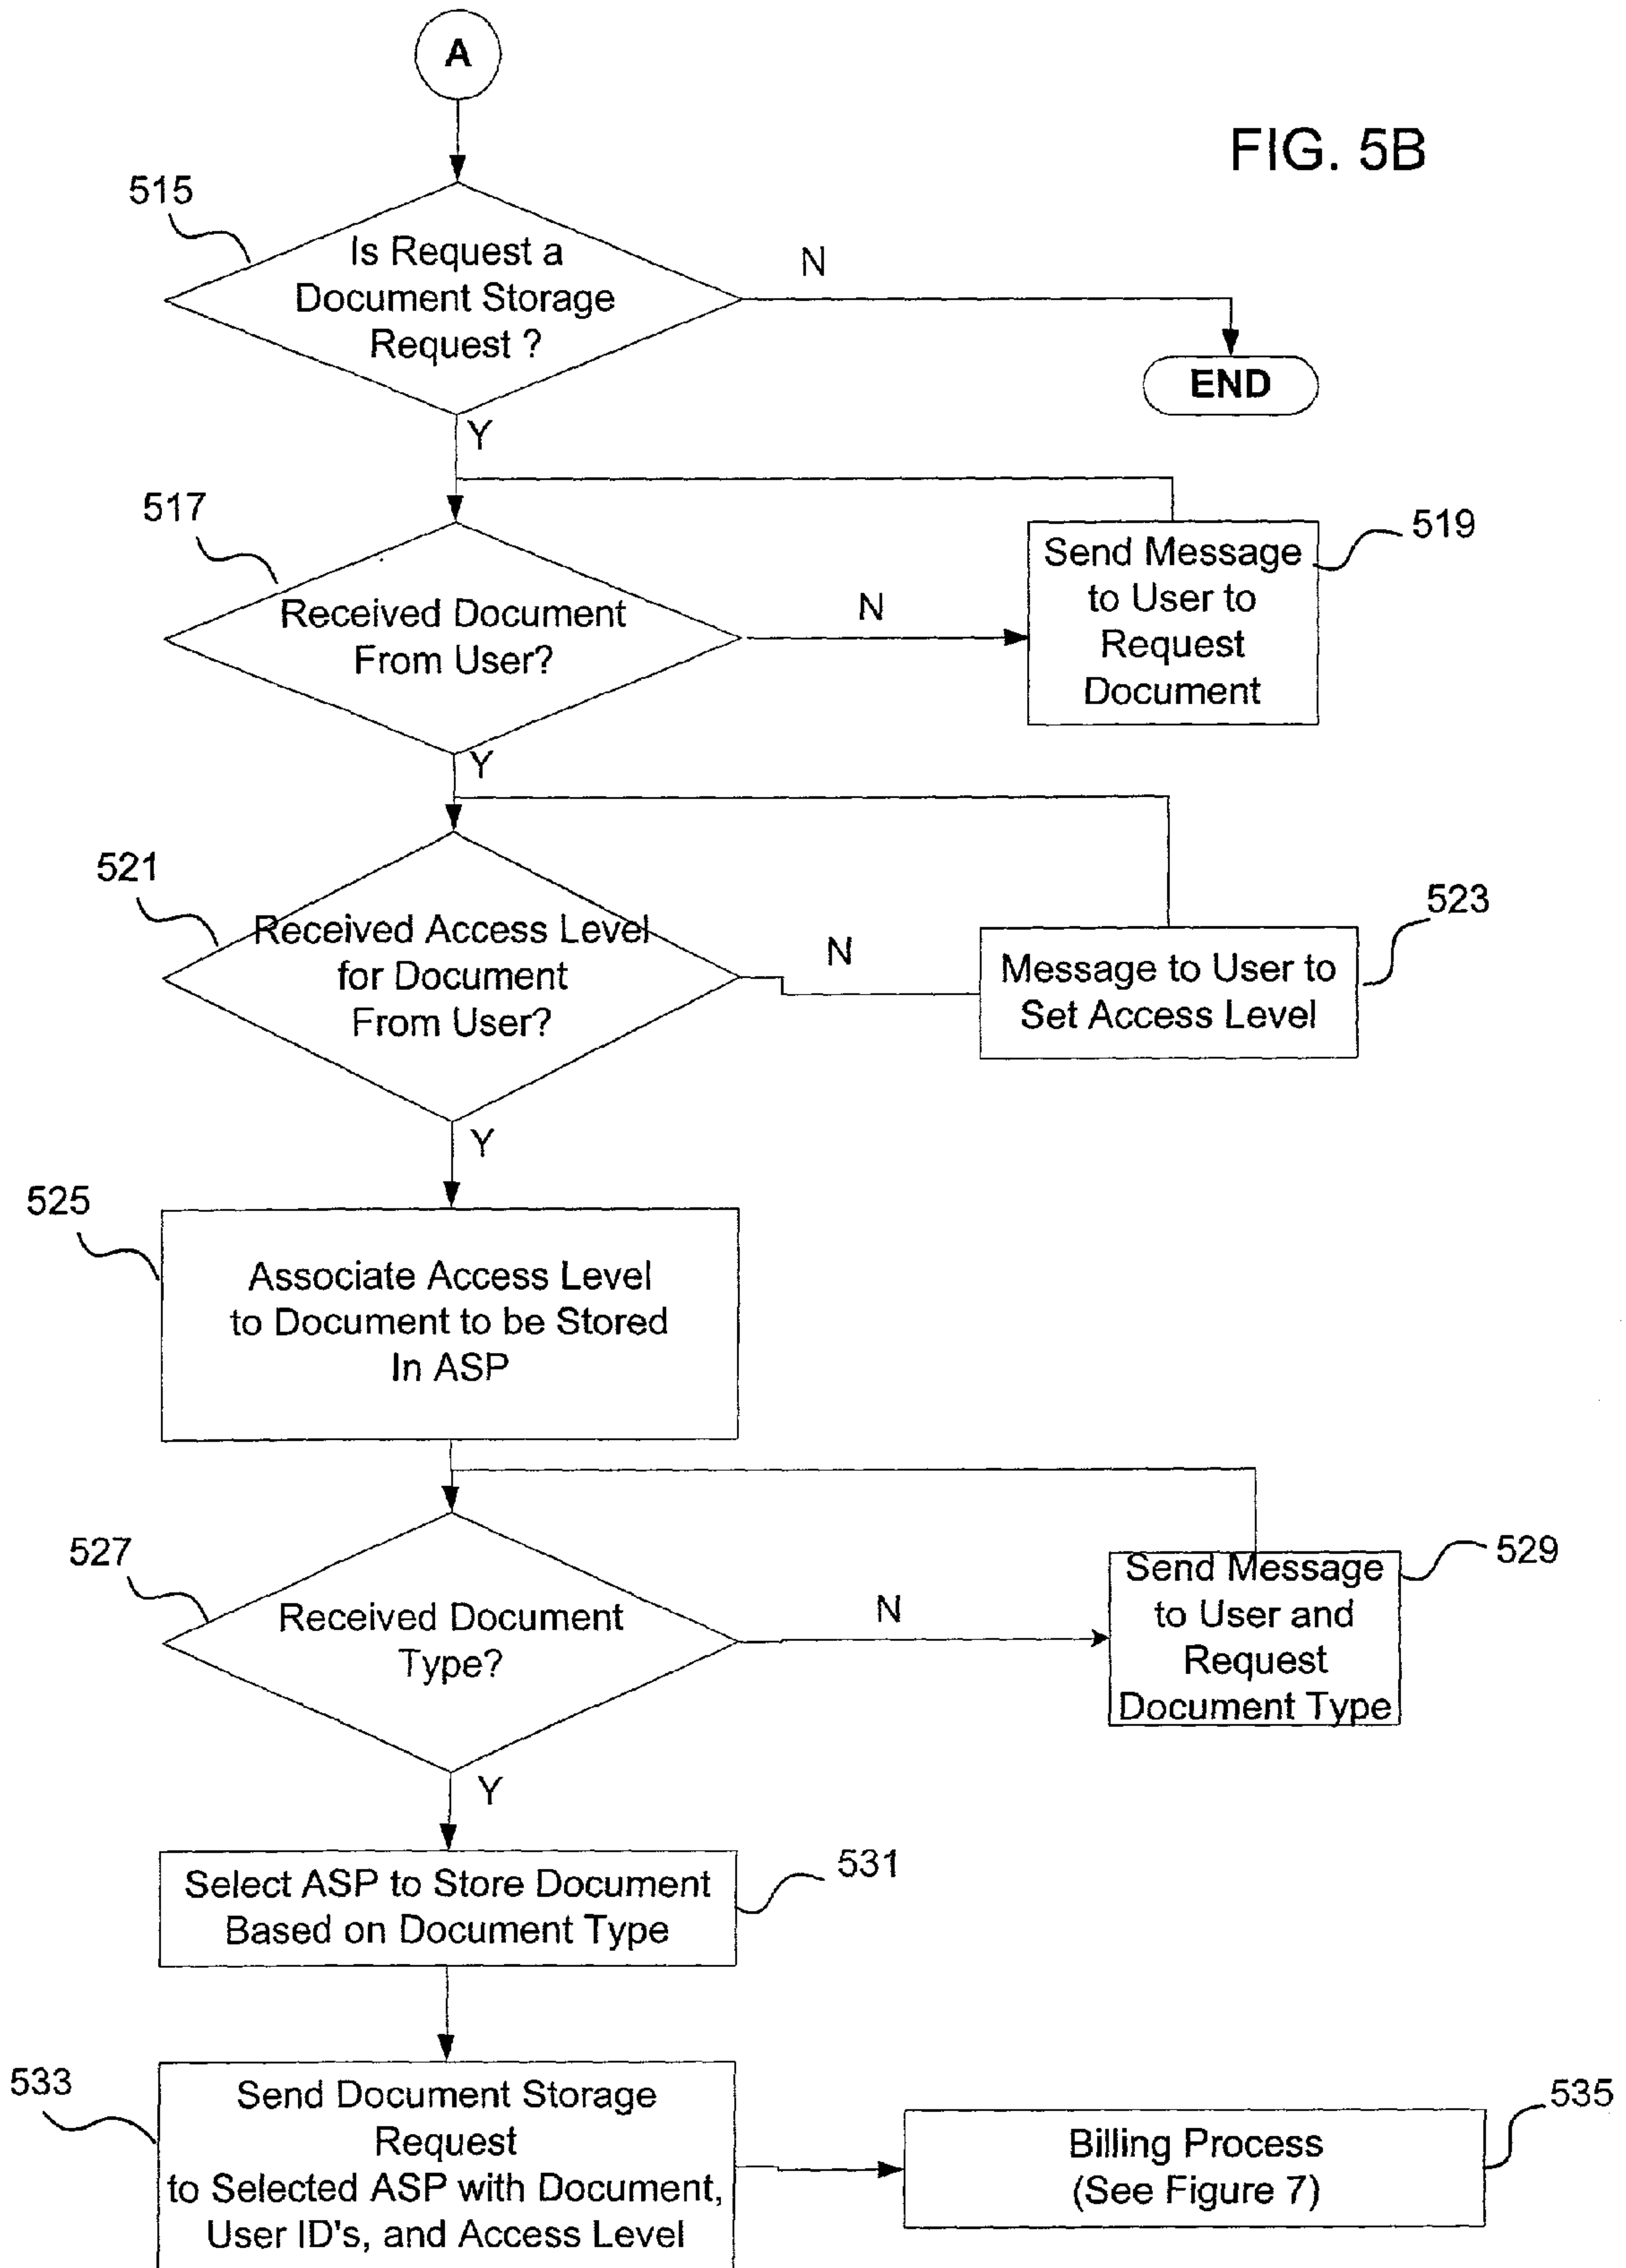 A
FIG. 5B
515
Is Request a
Document Storage
Request ?
N
END
Y
517
Received Document
From User?
N
519
Send Message
to User to
Request
Document
Y
521
Received Access Level
for Document
From User?
N
523
Message to User to
Set Access Level
Y
525
Associate Access Level
to Document to be Stored
In ASP
527
Received Document
Type?
N
529
Send Message
to User and
Request
Document Type
Y
531
Select ASP to Store Document
Based on Document Type
533
Send Document Storage
Request
to Selected ASP with Document,
User ID's, and Access Level
535
Billing Process
(See Figure 7)